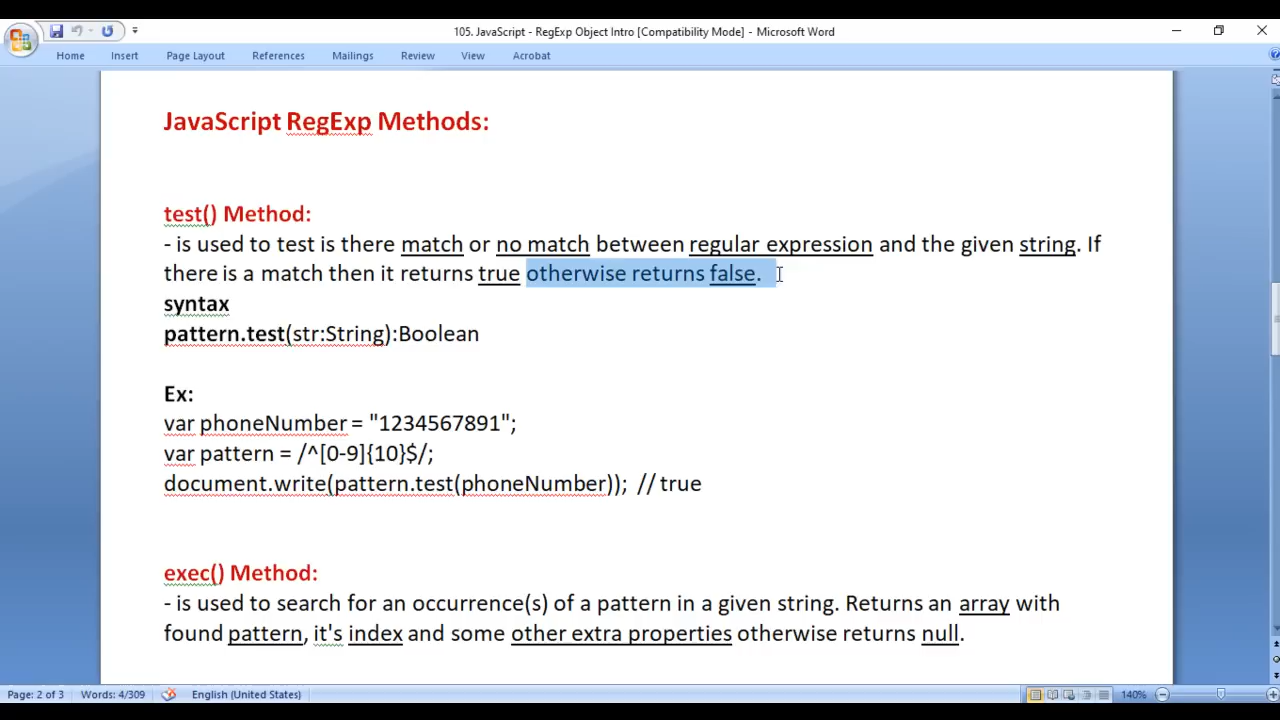 105. JavaScript - RegExp Object Intro [Compatibility Mode] - Microsoft Word
Home Insert Page Layout References Mailings Review View Acrobat
JavaScript RegExp Methods:
test() Method:
- is used to test is there match or no match between regular expression and the given string. If
there is a match then it returns true otherwise returns false.
syntax
pattern.test(str:String):Boolean
Ex:
var phoneNumber = "1234567891";
var pattern = /^[0-9]{10}$/;
document.write(pattern.test(phoneNumber)); // true
exec() Method:
- is used to search for an occurrence(s) of a pattern in a given string. Returns an array with
found pattern, it's index and some other extra properties otherwise returns null.
Page: 2 of 3 Words: 4/309 English (United States) 140%